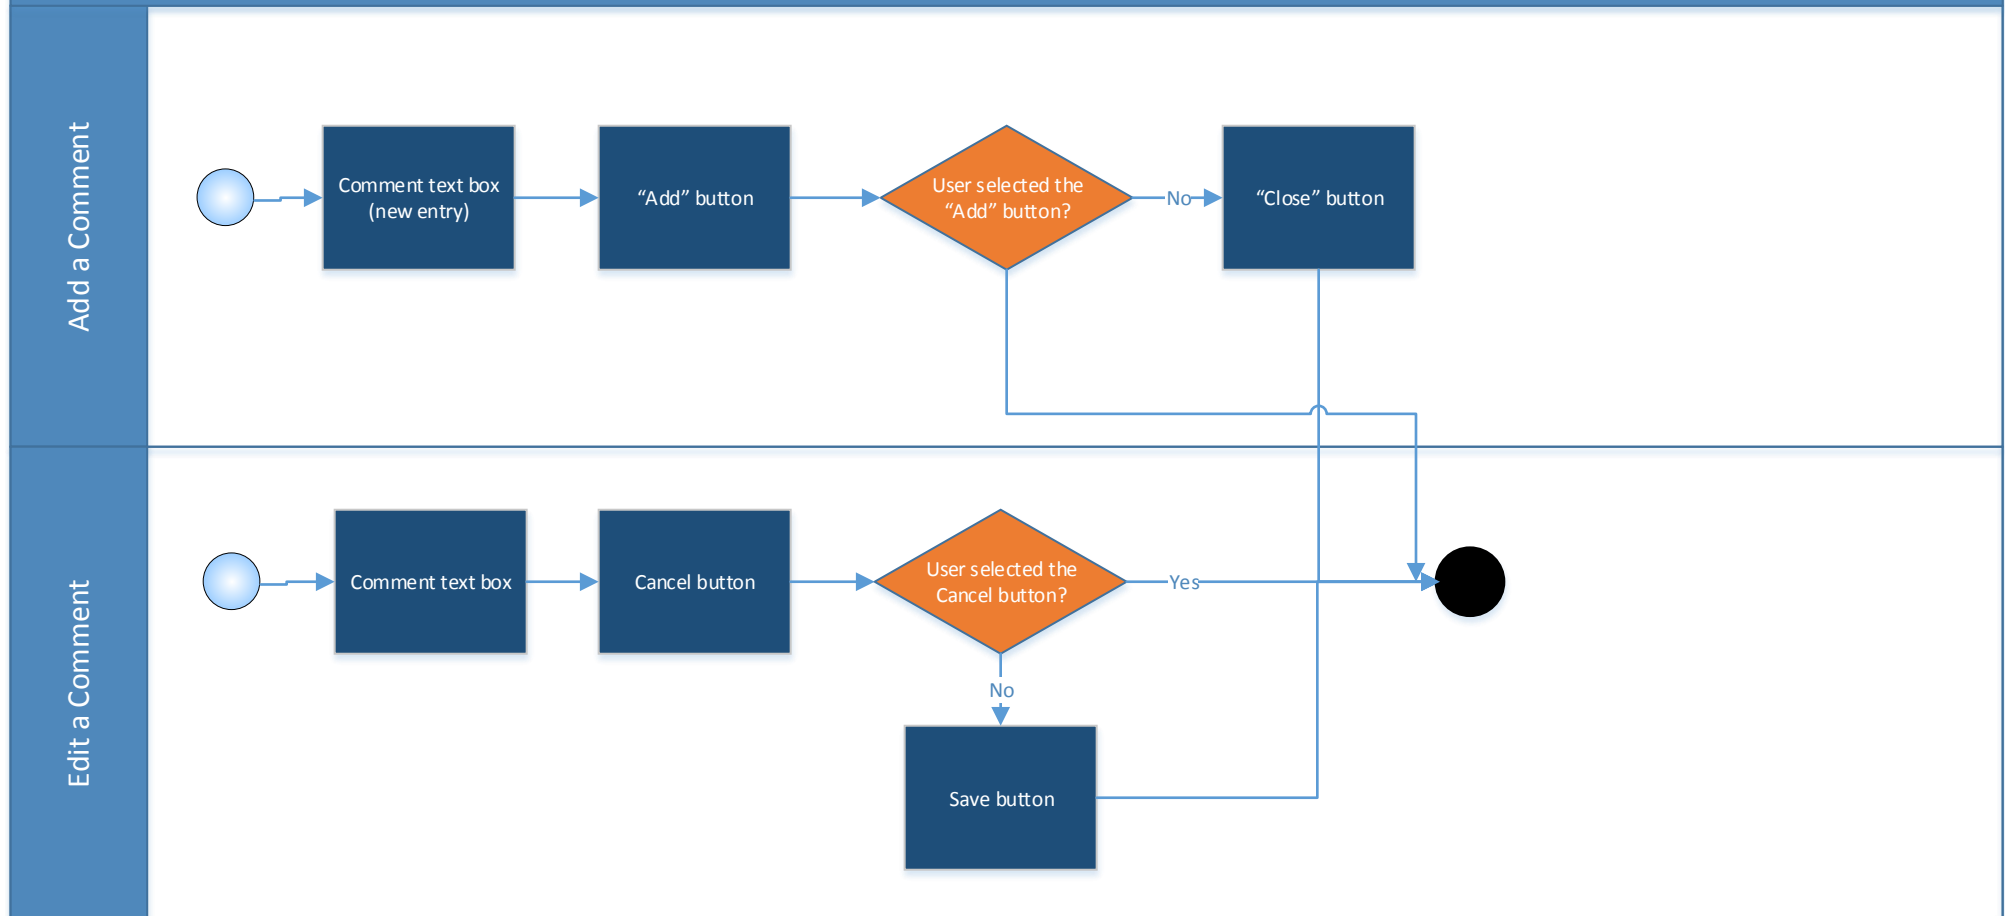 Add a Comment
Comment text box
(new entry)
“Add” button
User selected the
“Add” button?
No
“Close” button
Edit a Comment
Comment text box
Cancel button
User selected the
Cancel button?
Yes
No
Save button